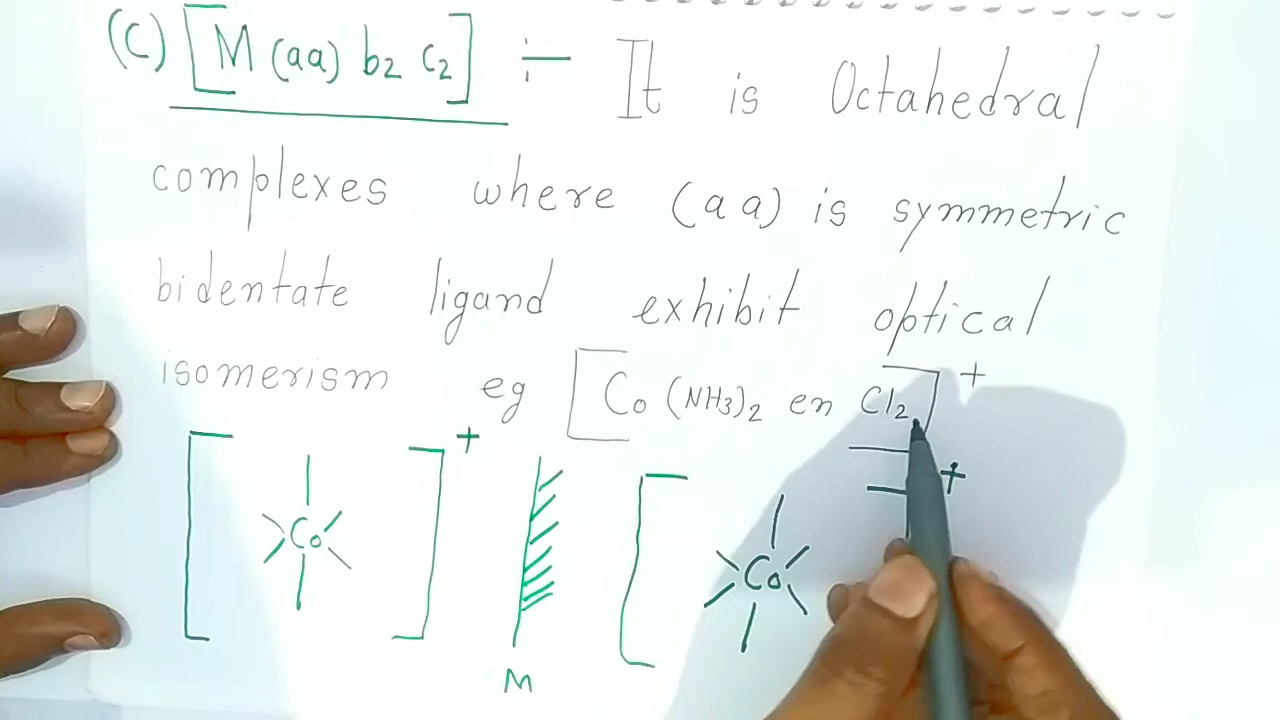 (C) [M (aa) b2 c2] :- It is Octahedral
complexes where (aa) is symmetric
bidentate ligand exhibit optical
isomerism eg [Co (NH3)2 en Cl2]+
[Co]+ M [Co +